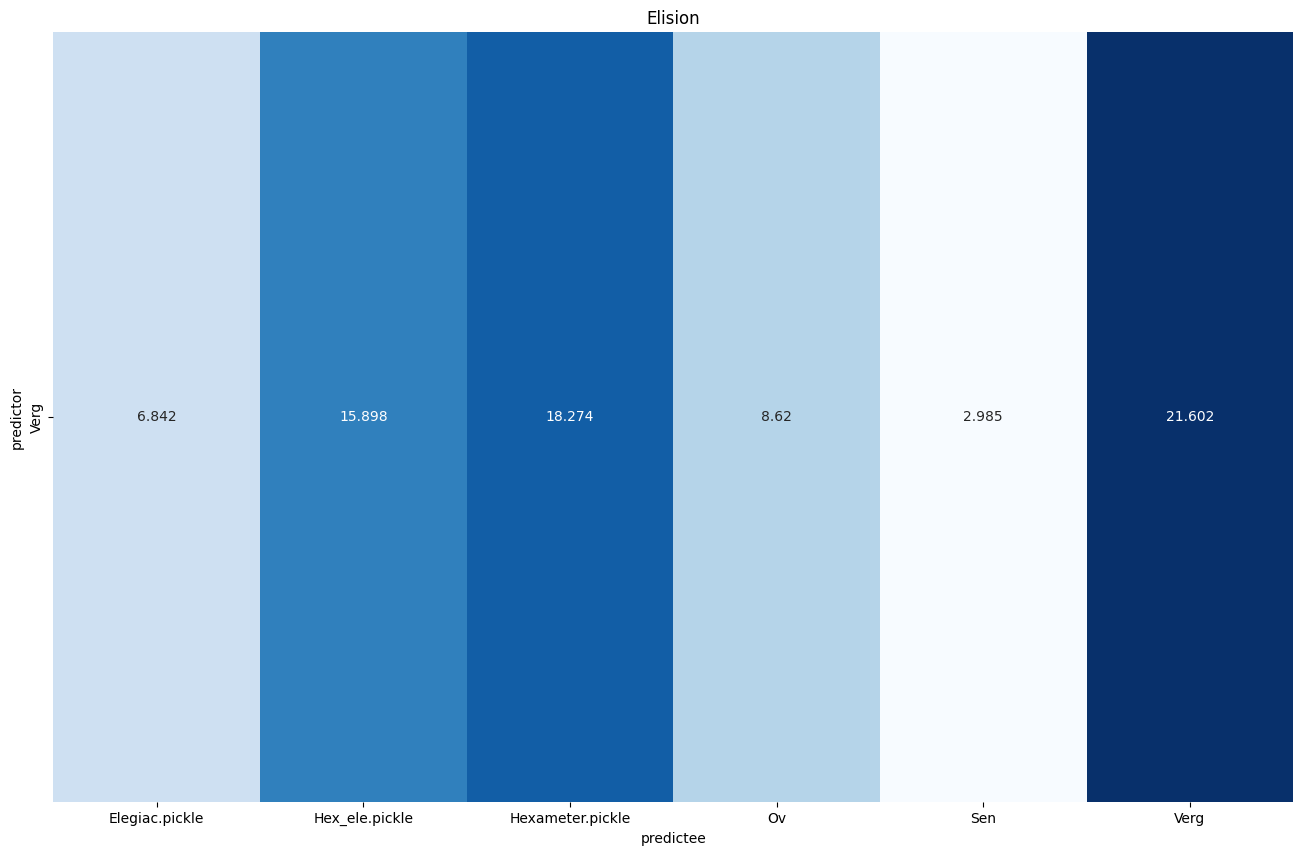 Elision
predictor
Verg
6.842 15.898 18.274 8.62 2.985 21.602
Elegiac.pickle Hex_ele.pickle Hexameter.pickle Ov Sen Verg
predictee